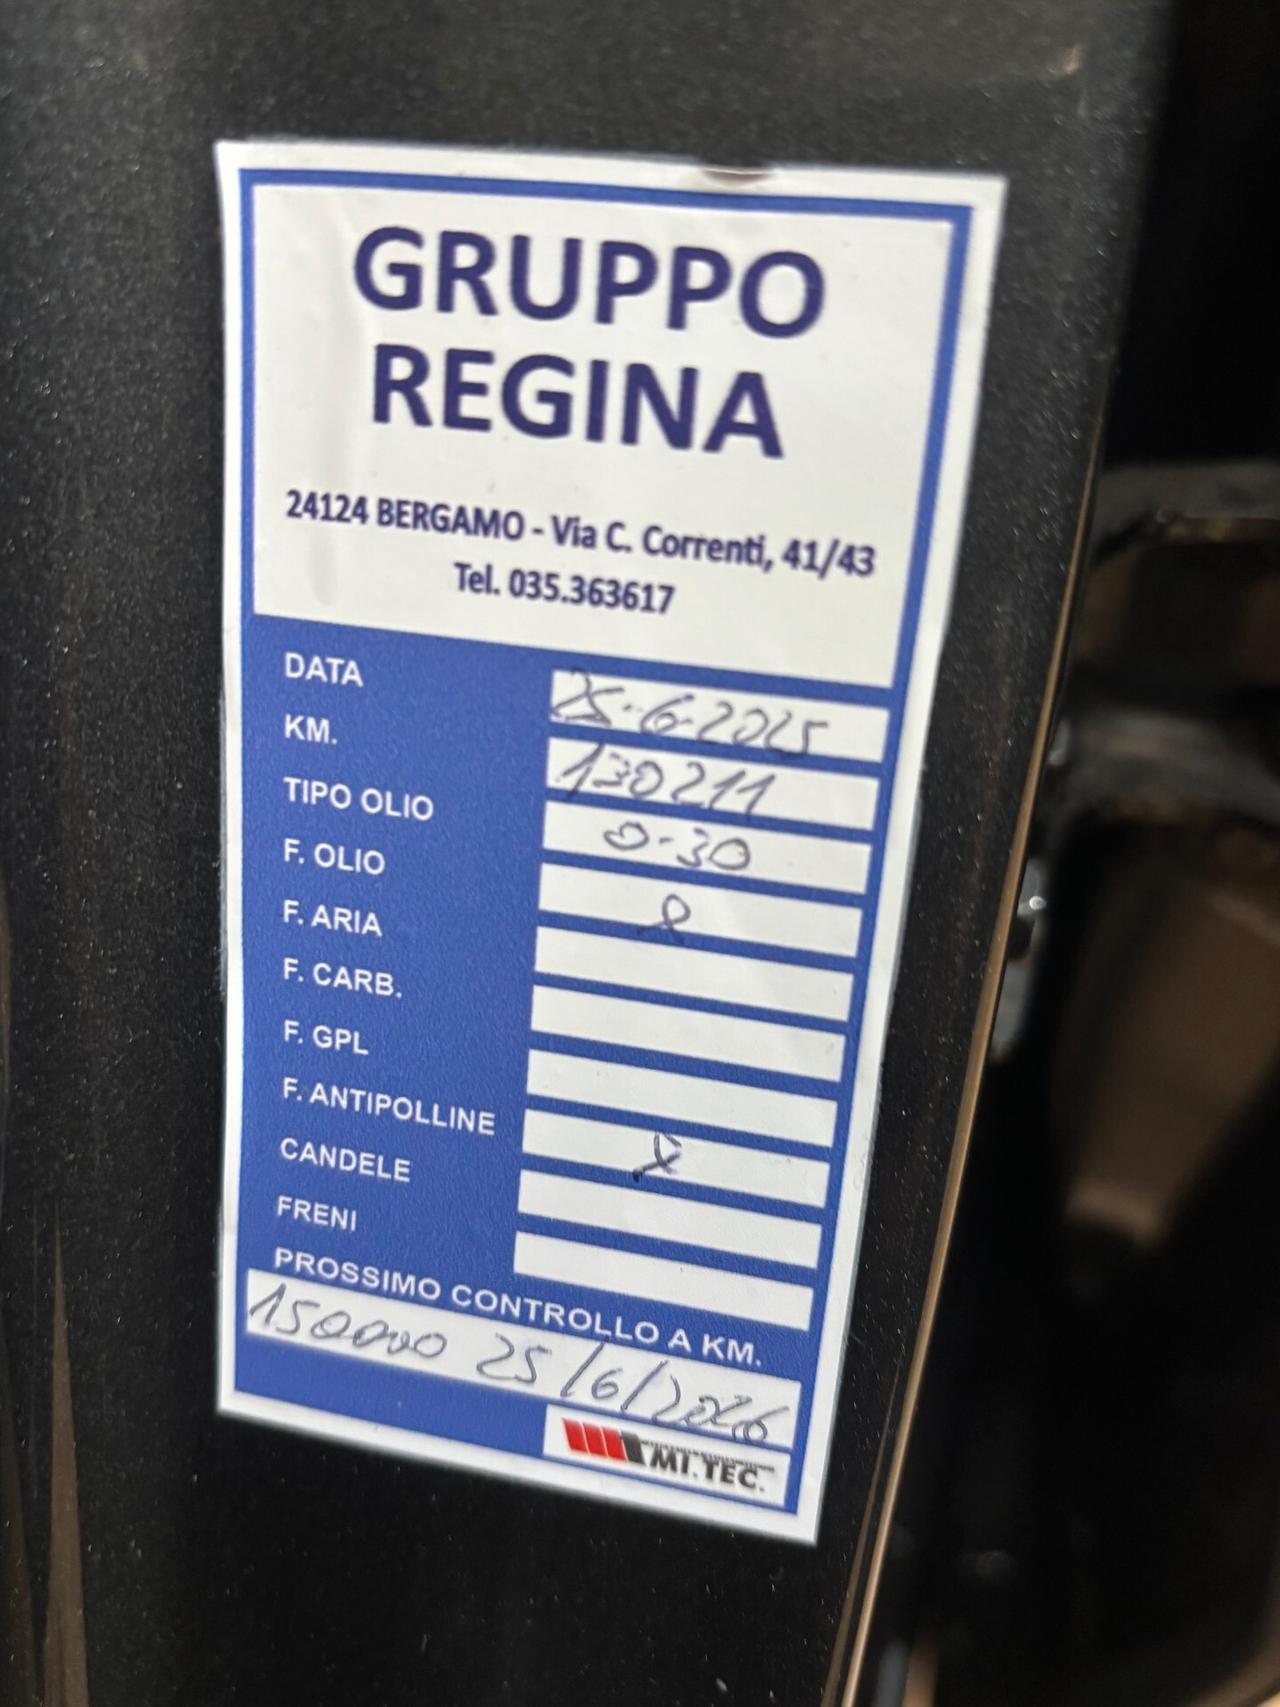 GRUPPO
REGINA
24124 BERGAMO - Via C. Correnti, 41/43
Tel. 035.363617
DATA 25-6-2025
KM. 130211
TIPO OLIO 0-30
F. OLIO X
F. ARIA
F. CARB.
F. GPL
F. ANTIPOLLINE X
CANDELE
FRENI
PROSSIMO CONTROLLO A KM.
150000 25/6/2026
MI.TEC.